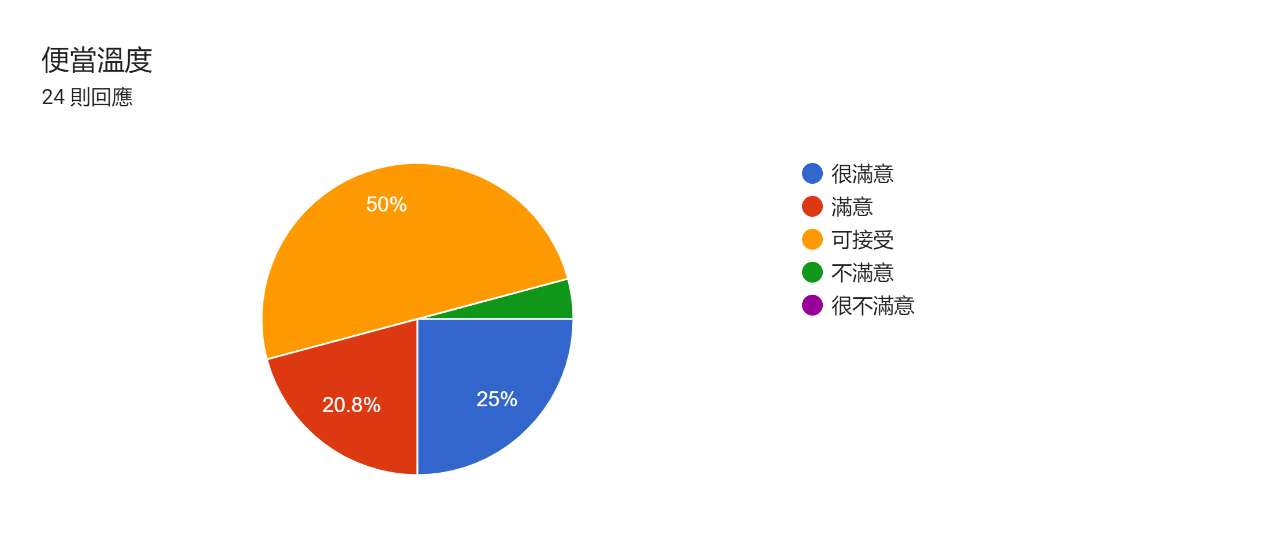 便當溫度
24 則回應
50%
20.8%
25%
很滿意
滿意
可接受
不滿意
很不滿意